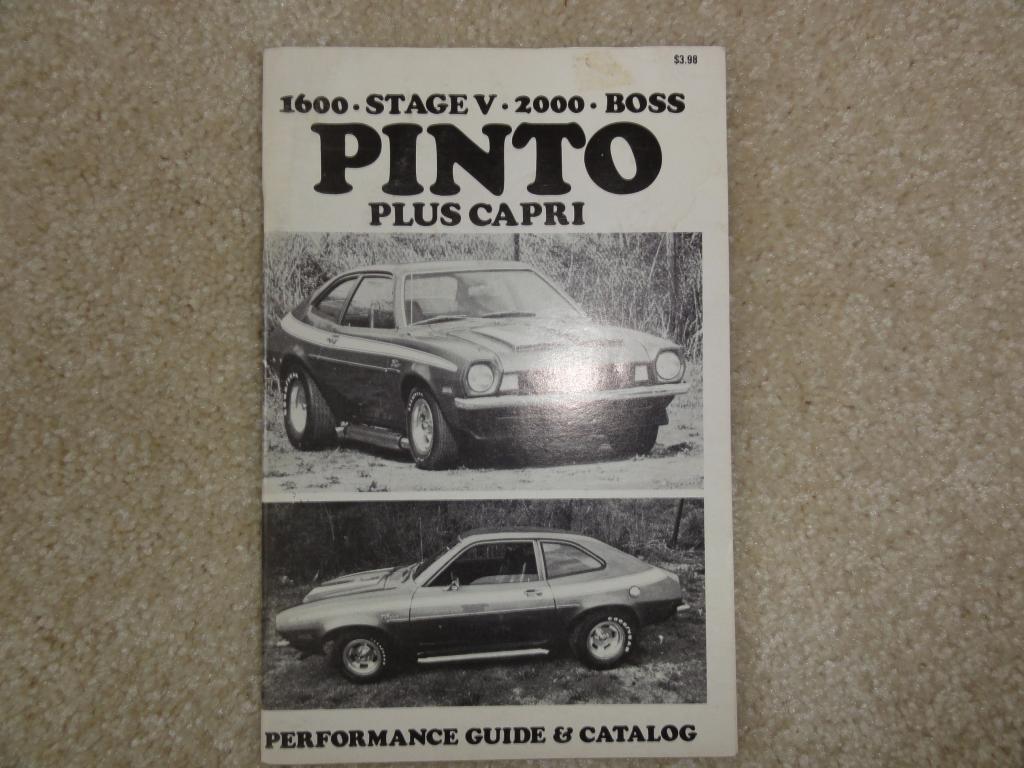 $3.98
1600 · STAGE V · 2000 · BOSS
PINTO
PLUS CAPRI
PERFORMANCE GUIDE & CATALOG